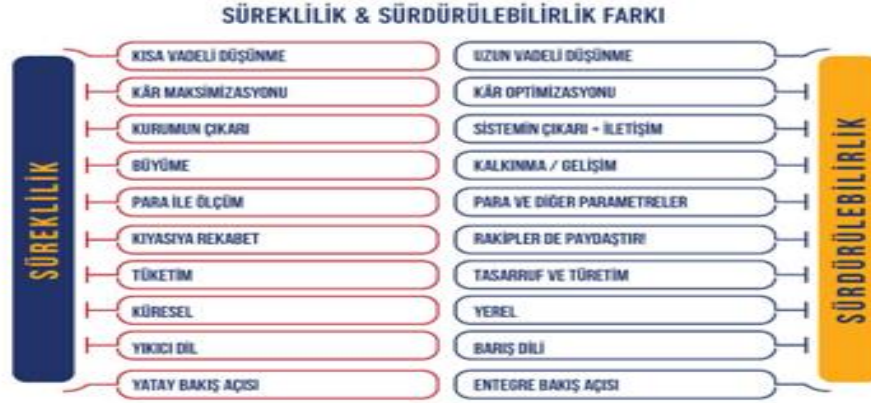 SÜREKLİLİK & SÜRDÜRÜLEBİLİRLİK FARKI
SÜREKLİLİK
KISA VADELİ DÜŞÜNME
UZUN VADELİ DÜŞÜNME
KÂR MAKSİMİZASYONU
KÂR OPTİMİZASYONU
KURUMUN ÇIKARI
SİSTEMİN ÇIKARI - İLETİŞİM
BÜYÜME
KALKINMA / GELİŞİM
PARA İLE ÖLÇÜM
PARA VE DİĞER PARAMETRELER
KIYASIYA REKABET
RAKİPLER DE PAYDAŞTIR!
TÜKETİM
TASARRUF VE TÜRETİM
KÜRESEL
YEREL
YIKICI DİL
BARIŞ DİLİ
YATAY BAKIŞ AÇISI
ENTEGRE BAKIŞ AÇISI
SÜRDÜRÜLEBİLİRLİK